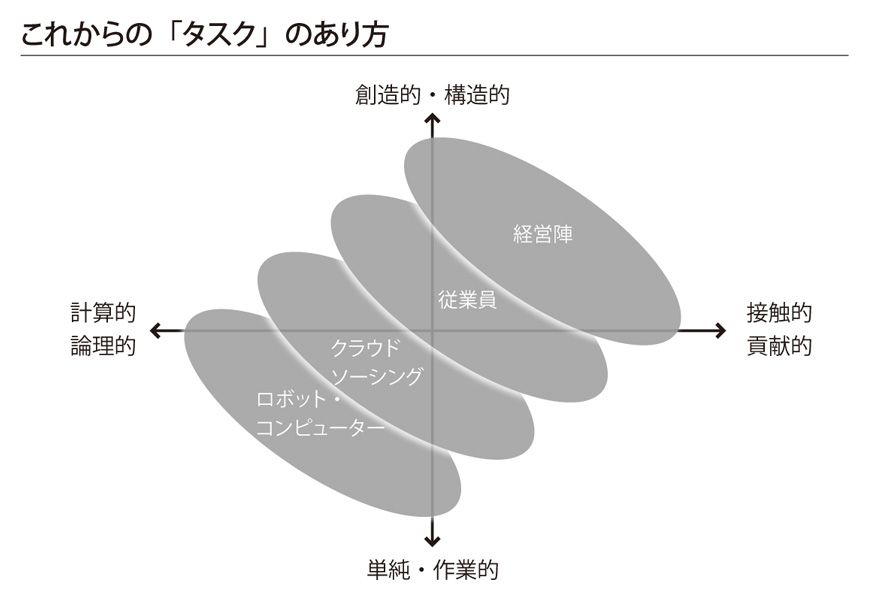 これからの「タスク」のあり方
創造的・構造的
経営陣
従業員
計算的
論理的
接触的
貢献的
クラウド
ソーシング
ロボット・
コンピューター
単純・作業的